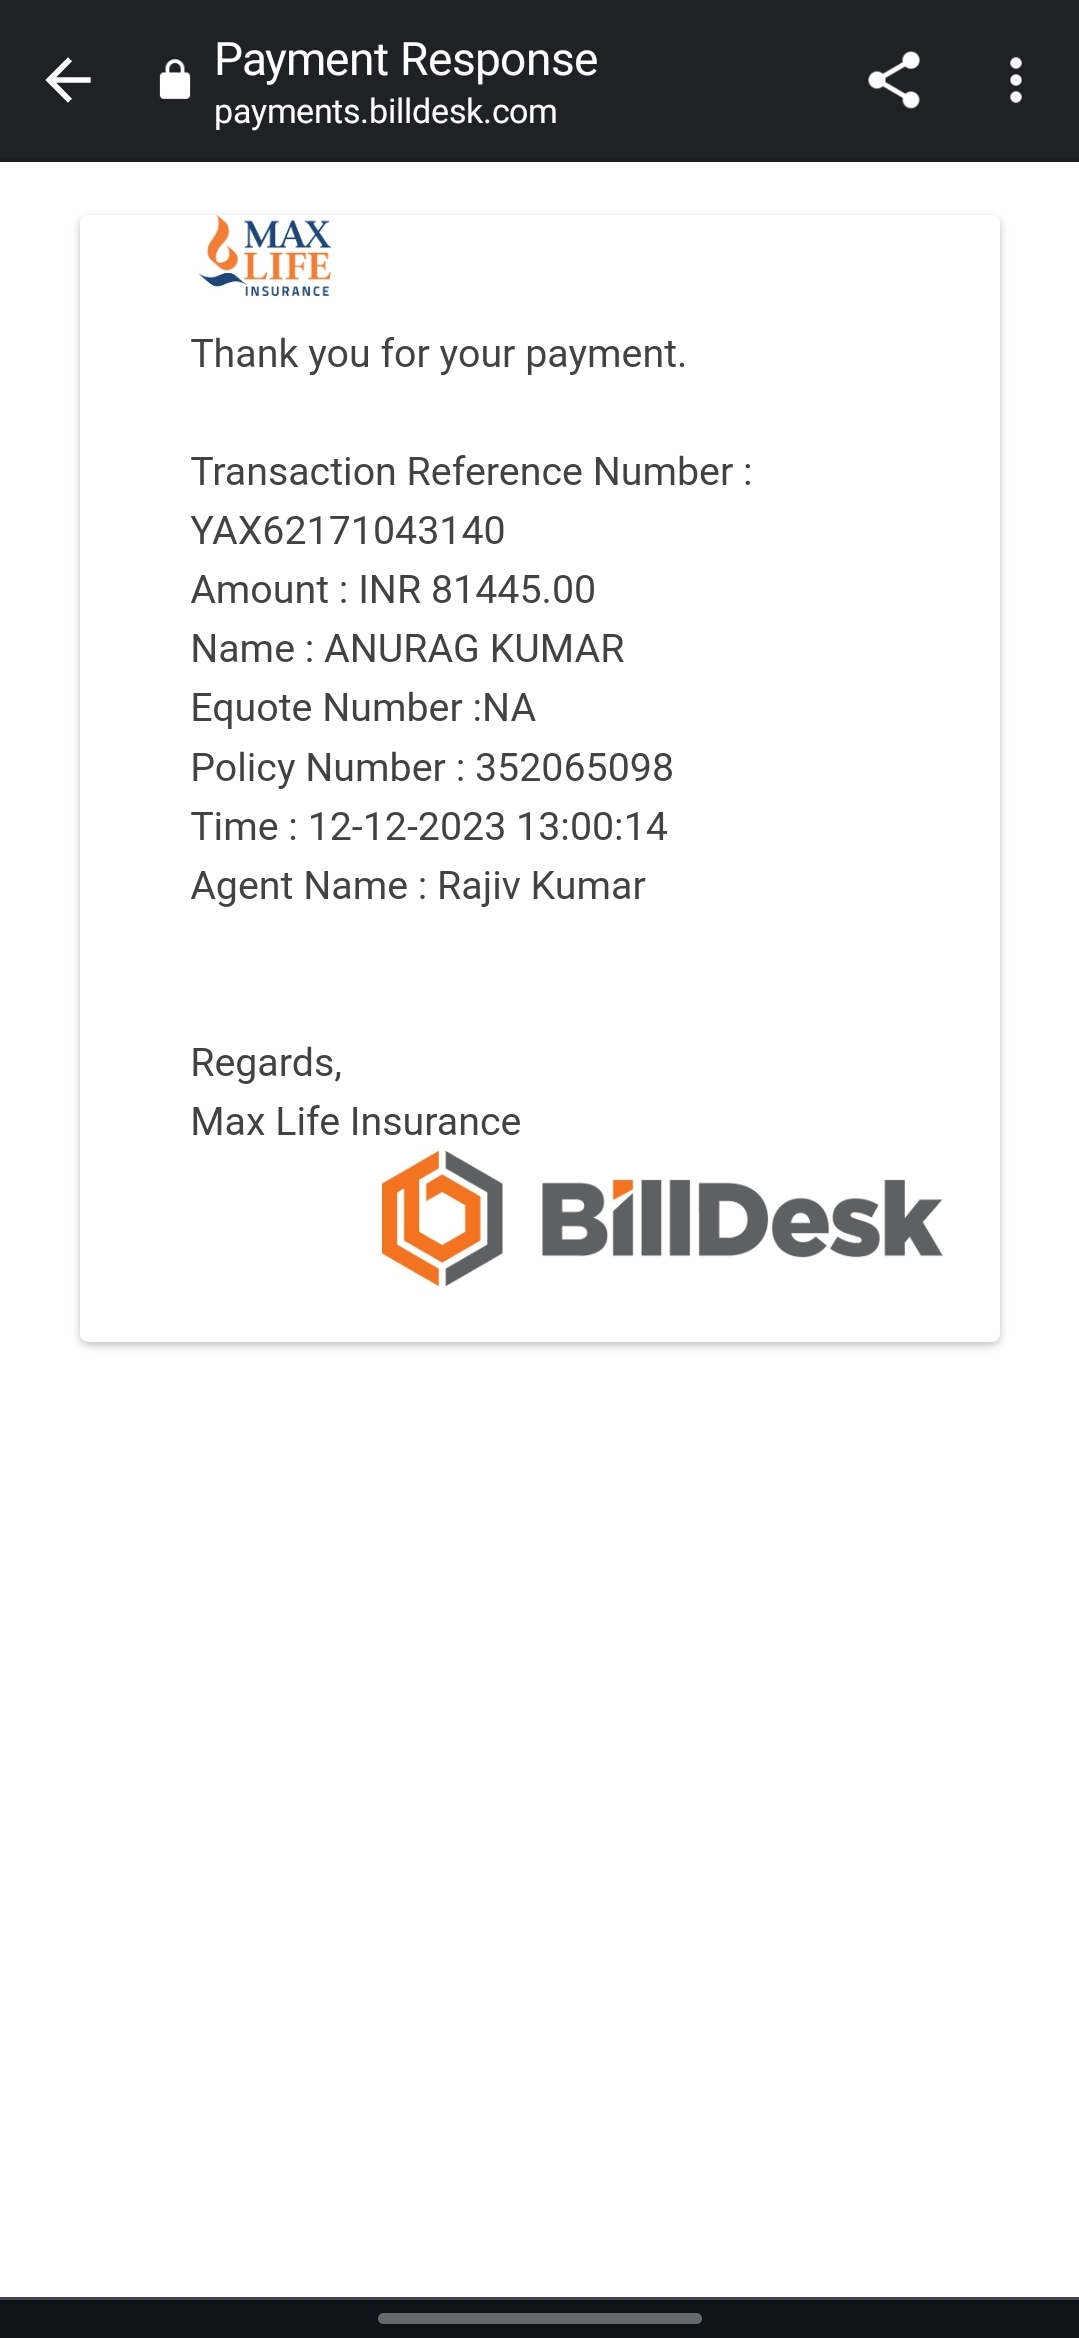 Payment Response
payments.billdesk.com
MAX
LIFE
INSURANCE
Thank you for your payment.
Transaction Reference Number :
YAX62171043140
Amount : INR 81445.00
Name : ANURAG KUMAR
Equote Number :NA
Policy Number : 352065098
Time : 12-12-2023 13:00:14
Agent Name : Rajiv Kumar
Regards,
Max Life Insurance
BillDesk